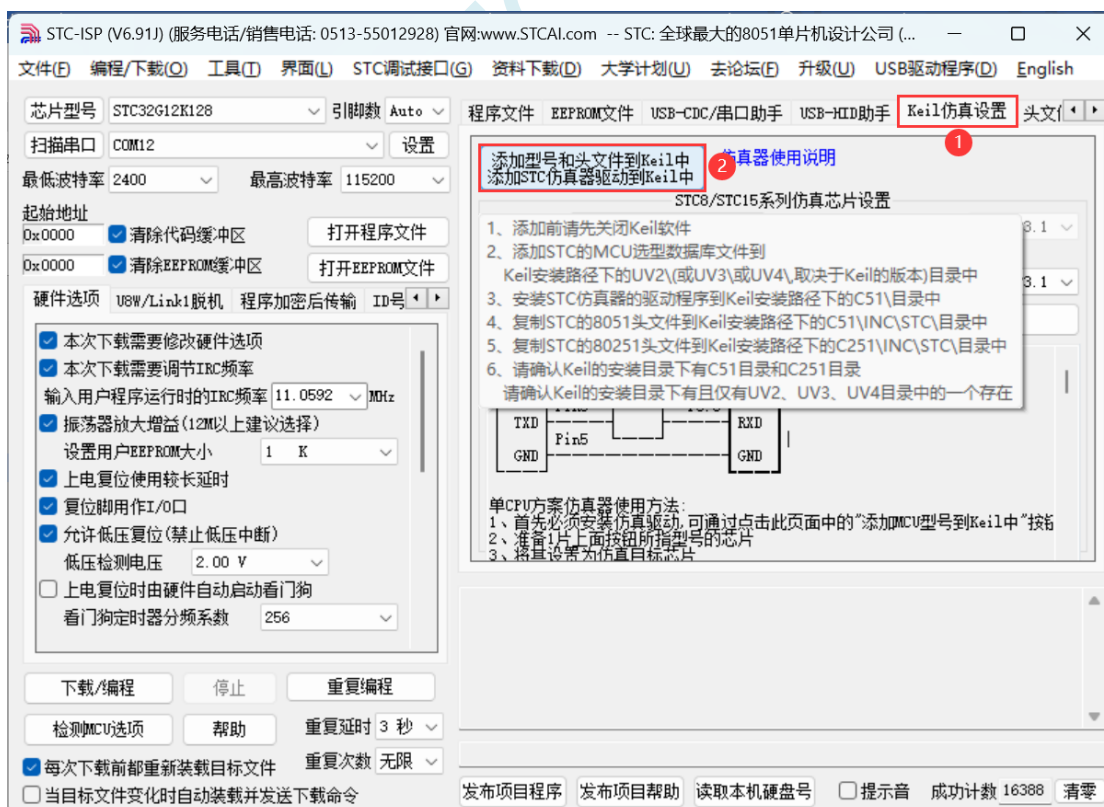 STC-ISP (V6.91J) (服务电话/销售电话: 0513-55012928) 官网:www.STCAI.com -- STC: 全球最大的8051单片机设计公司 (...
文件(F) 编程/下载(O) 工具(T) 界面(L) STC调试接口(G) 资料下载(D) 大学计划(U) 去论坛(F) 升级(U) USB驱动程序(D) English
芯片型号 STC32G12K128 引脚数 Auto
扫描串口 COM12 设置
最低波特率 2400 最高波特率 115200
起始地址
0x0000 清除代码缓冲区 打开程序文件
0x0000 清除EEPROM缓冲区 打开EEPROM文件
硬件选项 U8W/Link1脱机 程序加密后传输 ID号
本次下载需要修改硬件选项
本次下载需要调节IRC频率
输入用户程序运行时的IRC频率 11.0592 MHz
振荡器放大增益(12M以上建议选择)
设置用户EEPROM大小 1 K
上电复位使用较长延时
复位脚用作I/O口
允许低压复位(禁止低压中断)
低压检测电压 2.00 V
上电复位时由硬件自动启动看门狗
看门狗定时器分频系数 256
下载/编程 停止 重复编程
检测MCU选项 帮助 重复延时 3 秒
每次下载前都重新装载目标文件 重复次数 无限
当目标文件变化时自动装载并发送下载命令
程序文件 EEPROM文件 USB-CDC/串口助手 USB-HID助手 Keil仿真设置 头文
1
添加型号和头文件到Keil中
添加STC仿真器驱动到Keil中
2 仿真器使用说明
STC8/STC15系列仿真芯片设置
3.1
3.1
1、添加前请先关闭Keil软件
2、添加STC的MCU选型数据库文件到
Keil安装路径下的UV2\(或UV3\或UV4\,取决于Keil的版本)目录中
3、安装STC仿真器的驱动程序到Keil安装路径下的C51\目录中
4、复制STC的8051头文件到Keil安装路径下的C51\INC\STC\目录中
5、复制STC的80251头文件到Keil安装路径下的C251\INC\STC\目录中
6、请确认Keil的安装目录下有C51目录和C251目录
请确认Keil的安装目录下有且仅有UV2、UV3、UV4目录中的一个存在
TXD RXD
Pin5
GND GND
单CPU方案仿真器使用方法:
1、首先必须安装仿真驱动,可通过点击此页面中的"添加MCU型号到Keil中"按
2、准备1片上面按钮所指型号的芯片
3、将其设置为仿真目标芯片
发布项目程序 发布项目帮助 读取本机硬盘号 提示音 成功计数 16388 清零